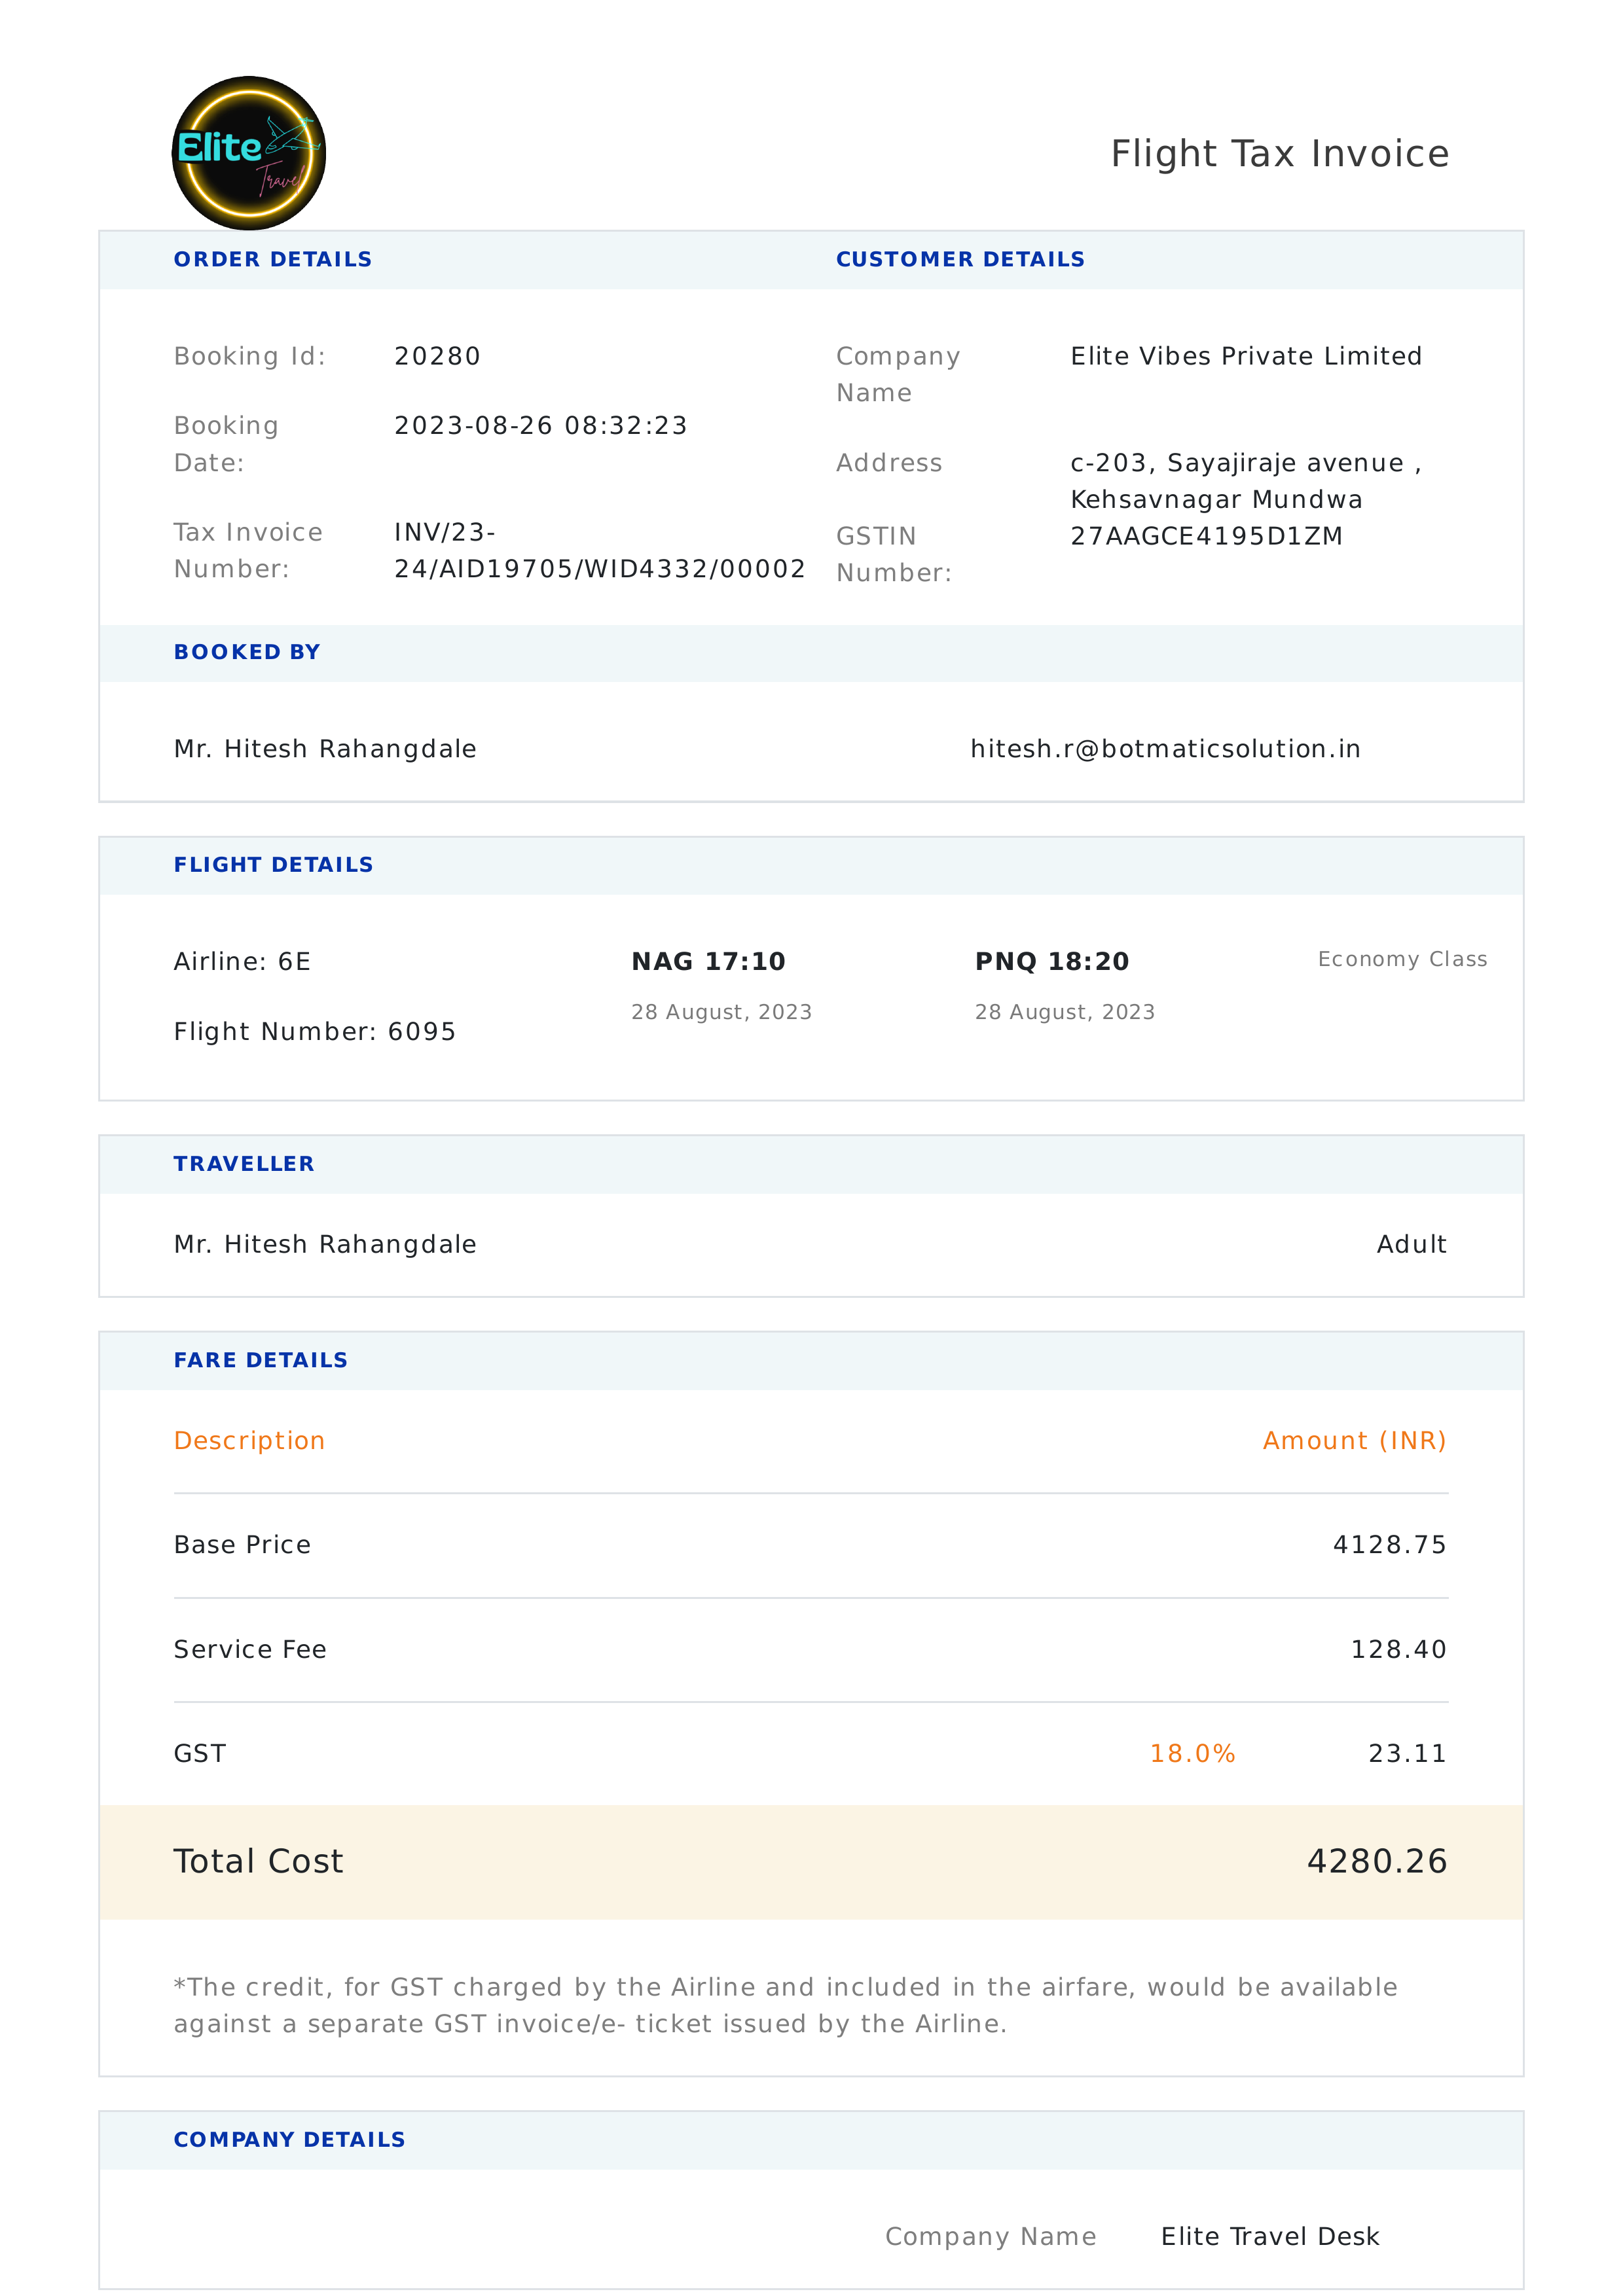 Elite
Travel
Flight Tax Invoice
ORDER DETAILS
CUSTOMER DETAILS
Booking Id: 20280
Booking
Date:
2023-08-26 08:32:23
Tax Invoice
Number:
INV/23-
24/AID19705/WID4332/00002
Company
Name
Elite Vibes Private Limited
Address
c-203, Sayajiraje avenue ,
Kehsavnagar Mundwa
GSTIN
Number:
27AAGCE4195D1ZM
BOOKED BY
Mr. Hitesh Rahangdale hitesh.r@botmaticsolution.in
FLIGHT DETAILS
Airline: 6E
Flight Number: 6095
NAG 17:10
28 August, 2023
PNQ 18:20
28 August, 2023
Economy Class
TRAVELLER
Mr. Hitesh Rahangdale Adult
FARE DETAILS
Description Amount (INR)
Base Price 4128.75
Service Fee 128.40
GST 18.0% 23.11
Total Cost 4280.26
*The credit, for GST charged by the Airline and included in the airfare, would be available
against a separate GST invoice/e- ticket issued by the Airline.
COMPANY DETAILS
Company Name Elite Travel Desk